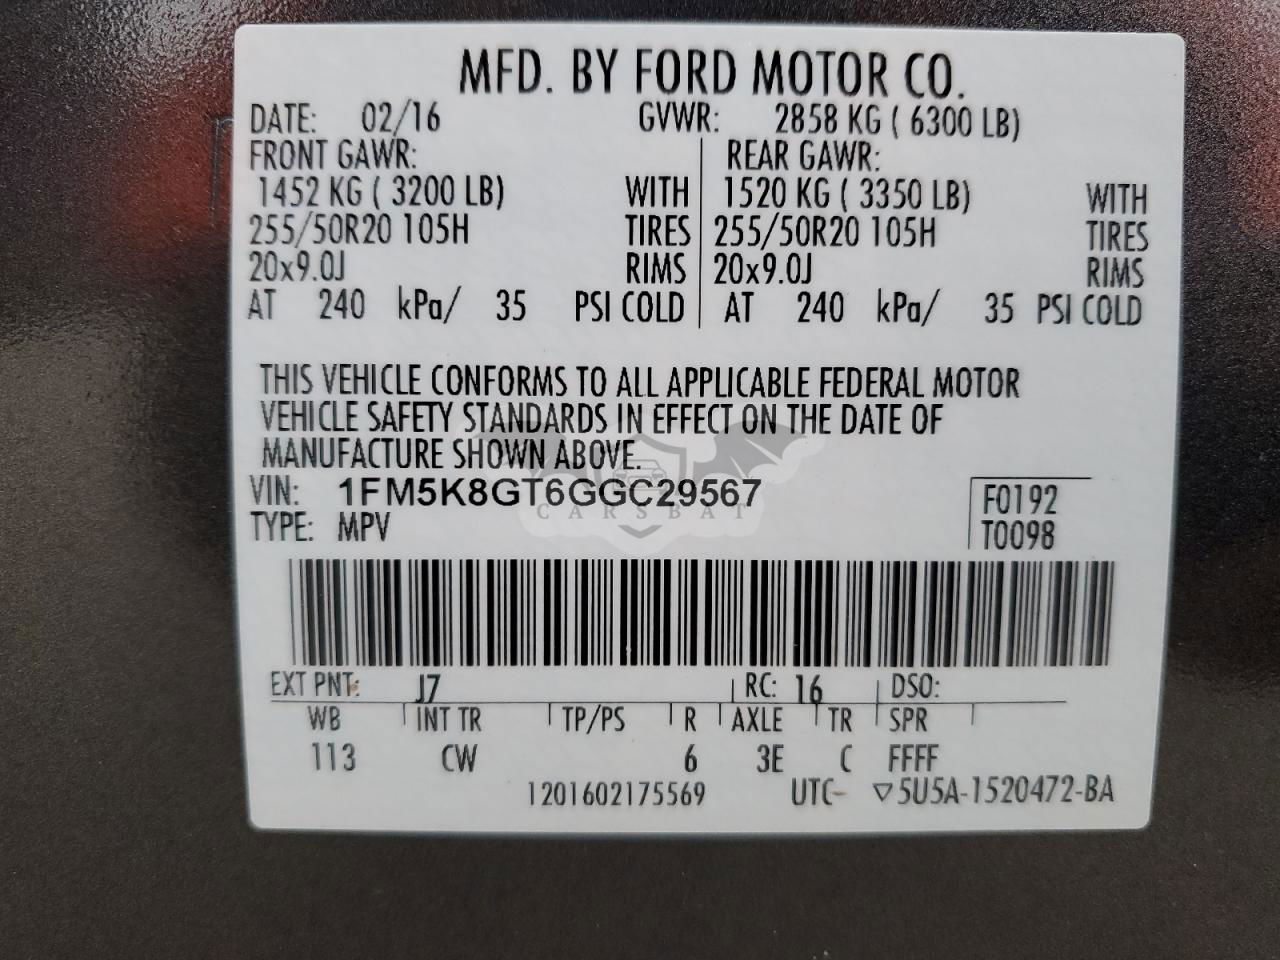 MFD. BY FORD MOTOR CO.
DATE: 02/16 GVWR: 2858 KG ( 6300 LB)
FRONT GAWR: REAR GAWR:
1452 KG ( 3200 LB) WITH 1520 KG ( 3350 LB) WITH
255/50R20 105H TIRES 255/50R20 105H TIRES
20x9.0J RIMS 20x9.0J RIMS
AT 240 kPa/ 35 PSI COLD AT 240 kPa/ 35 PSI COLD
THIS VEHICLE CONFORMS TO ALL APPLICABLE FEDERAL MOTOR
VEHICLE SAFETY STANDARDS IN EFFECT ON THE DATE OF
MANUFACTURE SHOWN ABOVE.
VIN: 1FM5K8GT6GGC29567 F0192
CARSBAT
TYPE: MPV T0098
EXT PNT: J7 RC: 16 DSO:
WB INT TR TP/PS R AXLE TR SPR
113 CW 6 3E C FFFF
1201602175569 UTC- ▽5U5A-1520472-BA